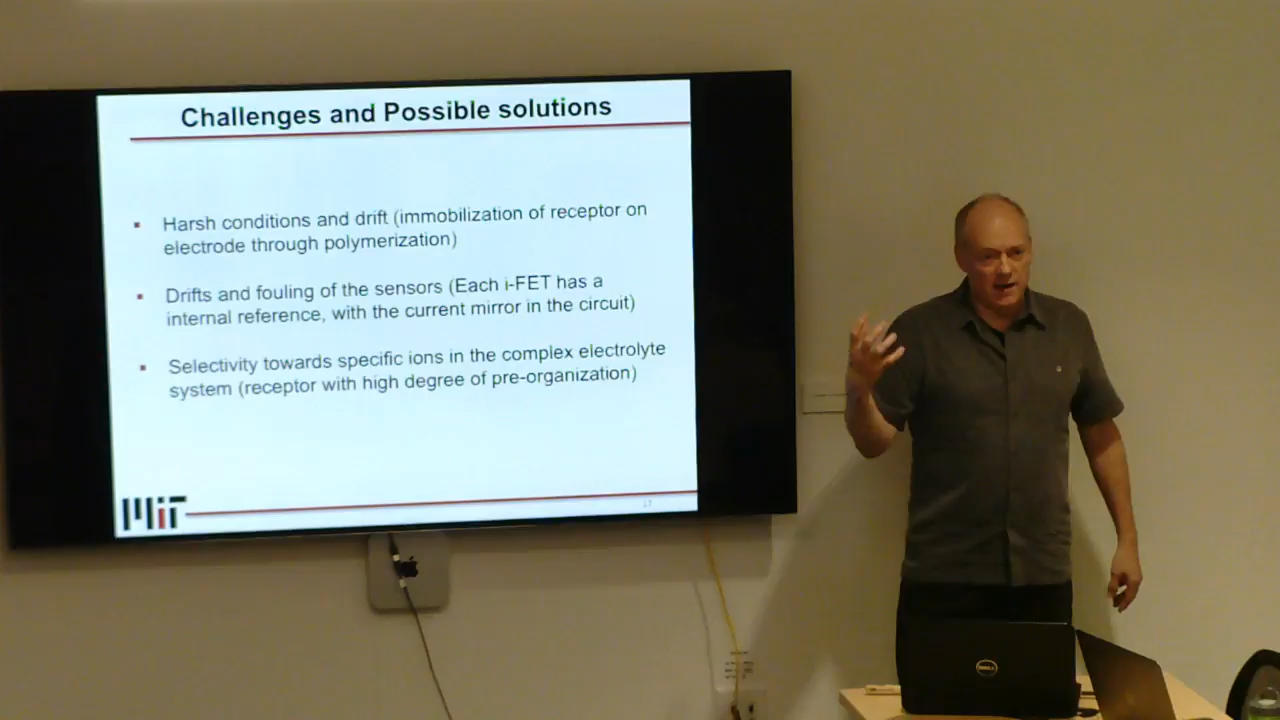 Challenges and Possible solutions
Harsh conditions and drift (immobilization of receptor on
electrode through polymerization)
Drifts and fouling of the sensors (Each i-FET has a
internal reference, with the current mirror in the circuit)
Selectivity towards specific ions in the complex electrolyte
system (receptor with high degree of pre-organization)
MIT
DELL